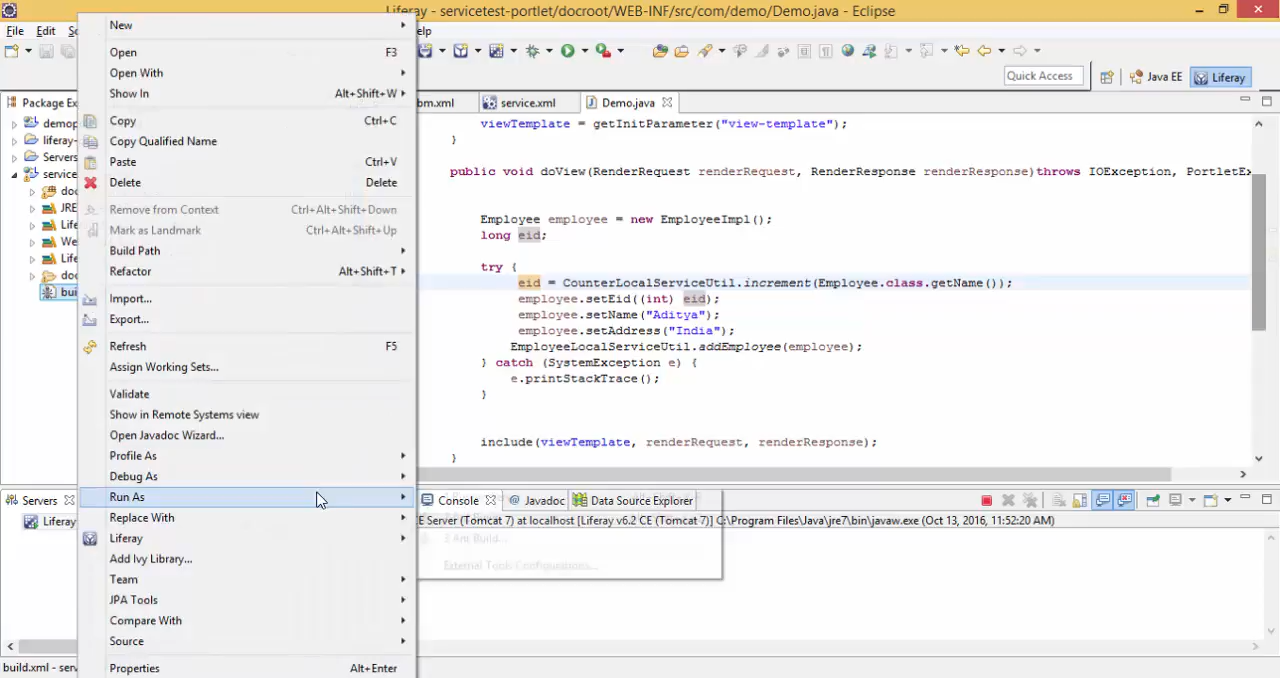 Liferay - servicetest-portlet/docroot/WEB-INF/src/com/demo/Demo.java - Eclipse
File Edit
elp
Quick Access
Java EE
Liferay
Package Ex
bm.xml
service.xml
Demo.java
demop
liferay-
Servers
service
doc
JRE
Life
We
Life
doc
buil
New
Open F3
Open With
Show In Alt+Shift+W
Copy Ctrl+C
Copy Qualified Name
Paste Ctrl+V
Delete Delete
Remove from Context Ctrl+Alt+Shift+Down
Mark as Landmark Ctrl+Alt+Shift+Up
Build Path
Refactor Alt+Shift+T
Import...
Export...
Refresh F5
Assign Working Sets...
Validate
Show in Remote Systems view
Open Javadoc Wizard...
Profile As
Debug As
Run As
Replace With
Liferay
Add Ivy Library...
Team
JPA Tools
Compare With
Source
Properties Alt+Enter
viewTemplate = getInitParameter("view-template");
}
public void doView(RenderRequest renderRequest, RenderResponse renderResponse)throws IOException, PortletEx
Employee employee = new EmployeeImpl();
long eid;
try {
eid = CounterLocalServiceUtil.increment(Employee.class.getName());
employee.setEid((int) eid);
employee.setName("Aditya");
employee.setAddress("India");
EmployeeLocalServiceUtil.addEmployee(employee);
} catch (SystemException e) {
e.printStackTrace();
}
include(viewTemplate, renderRequest, renderResponse);
}
Servers
Liferay
Console
@ Javadoc
Data Source Explorer
E Server (Tomcat 7) at localhost [Liferay v6.2 CE (Tomcat 7)] C:\Program Files\Java\jre7\bin\javaw.exe (Oct 13, 2016, 11:52:20 AM)
Ant Build...
External Tools Configurations...
build.xml - serv